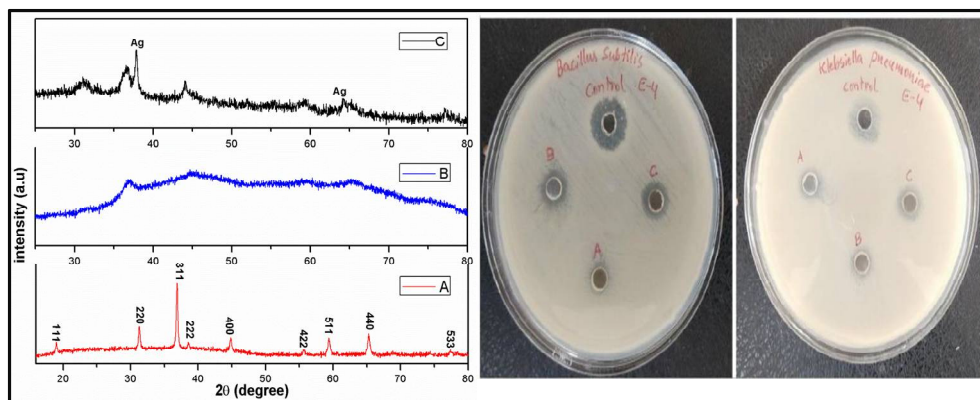 Ag
C
Ag
30 40 50 60 70 80
B
30 40 50 60 70 80
A
111
220
311
222
400
422
511
440
533
20 30 40 50 60 70 80
2θ (degree)
intensity (a.u)
Bacillus Subtilis
Control E-4
B
C
A
Klebsiella pneumoniae
control E-4
A
C
B